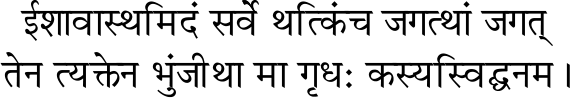 ईशावास्थमिदं सर्वे थत्किंच जगत्थां जगत्
तेन त्यक्तेन भुंजीथा मा गृधः कस्यस्विद्धनम।